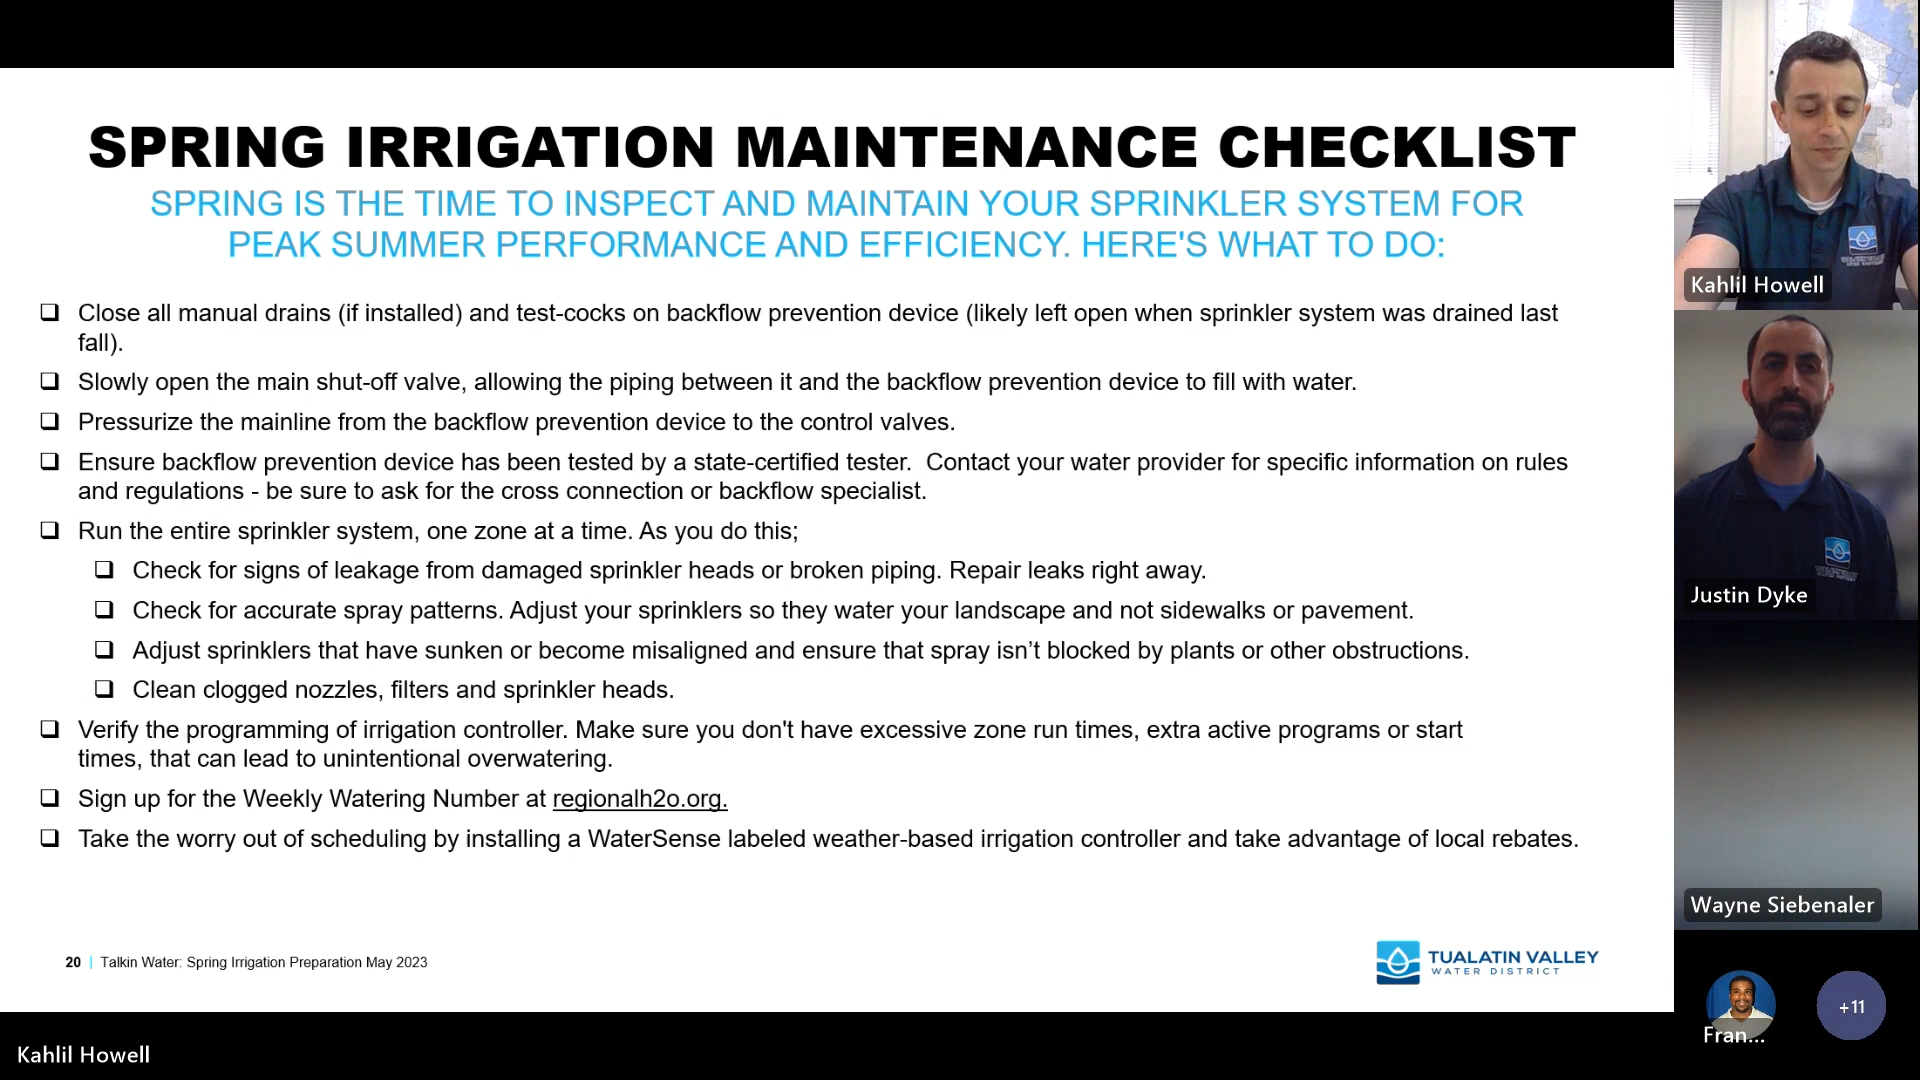 SPRING IRRIGATION MAINTENANCE CHECKLIST
SPRING IS THE TIME TO INSPECT AND MAINTAIN YOUR SPRINKLER SYSTEM FOR
PEAK SUMMER PERFORMANCE AND EFFICIENCY. HERE'S WHAT TO DO:
Close all manual drains (if installed) and test-cocks on backflow prevention device (likely left open when sprinkler system was drained last
fall).
Slowly open the main shut-off valve, allowing the piping between it and the backflow prevention device to fill with water.
Pressurize the mainline from the backflow prevention device to the control valves.
Ensure backflow prevention device has been tested by a state-certified tester.  Contact your water provider for specific information on rules
and regulations - be sure to ask for the cross connection or backflow specialist.
Run the entire sprinkler system, one zone at a time. As you do this;
Check for signs of leakage from damaged sprinkler heads or broken piping. Repair leaks right away.
Check for accurate spray patterns. Adjust your sprinklers so they water your landscape and not sidewalks or pavement.
Adjust sprinklers that have sunken or become misaligned and ensure that spray isn’t blocked by plants or other obstructions.
Clean clogged nozzles, filters and sprinkler heads.
Verify the programming of irrigation controller. Make sure you don't have excessive zone run times, extra active programs or start
times, that can lead to unintentional overwatering.
Sign up for the Weekly Watering Number at regionalh2o.org.
Take the worry out of scheduling by installing a WaterSense labeled weather-based irrigation controller and take advantage of local rebates.
20 | Talkin Water: Spring Irrigation Preparation May 2023
TUALATIN VALLEY
WATER DISTRICT
Kahlil Howell
Kahlil Howell
Justin Dyke
Wayne Siebenaler
Fran...
+11